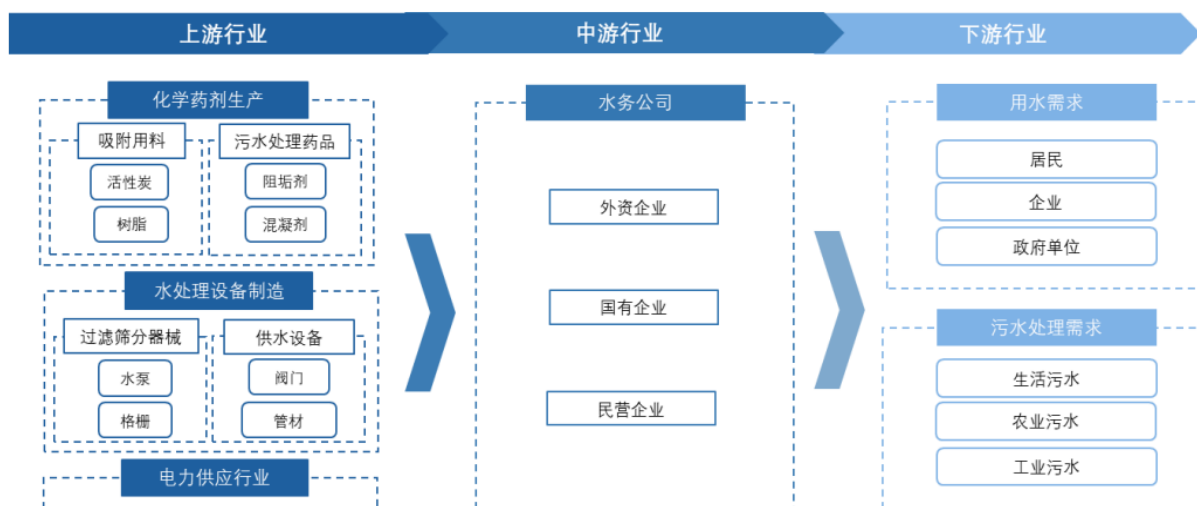 上游行业
中游行业
下游行业
化学药剂生产
吸附用料
污水处理药品
活性炭
阻垢剂
树脂
混凝剂
水处理设备制造
过滤筛分器械
供水设备
水泵
阀门
格栅
管材
电力供应行业
水务公司
外资企业
国有企业
民营企业
用水需求
居民
企业
政府单位
污水处理需求
生活污水
农业污水
工业污水